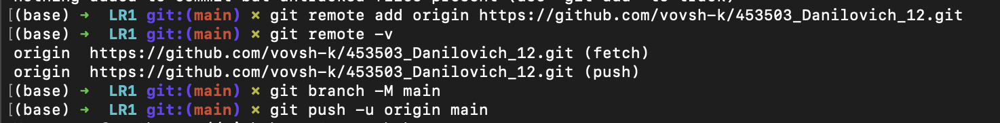 [(base) → LR1 git:(main) × git remote add origin https://github.com/vovsh-k/453503_Danilovich_12.git
[(base) → LR1 git:(main) × git remote -v
origin https://github.com/vovsh-k/453503_Danilovich_12.git (fetch)
origin https://github.com/vovsh-k/453503_Danilovich_12.git (push)
[(base) → LR1 git:(main) × git branch -M main
[(base) → LR1 git:(main) × git push -u origin main